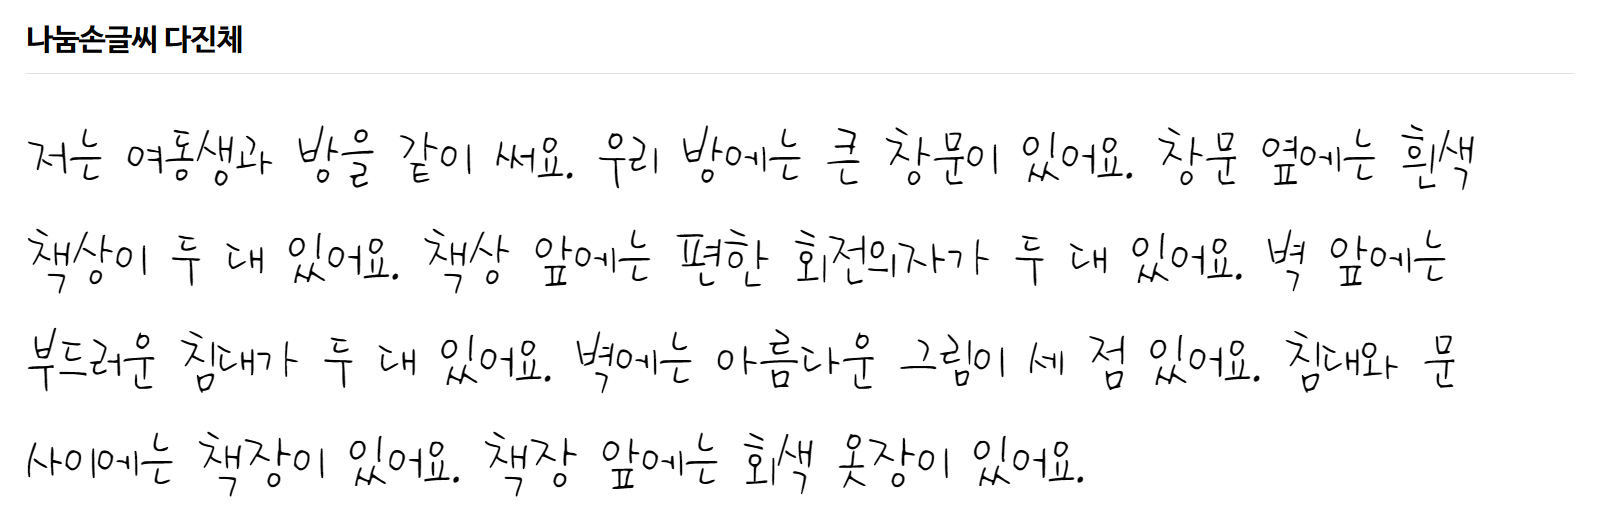 나눔손글씨 다진체
저는 여동생과 방을 같이 써요. 우리 방에는 큰 창문이 있어요. 창문 옆에는 흰색
책상이 두 대 있어요. 책상 앞에는 편한 회전의자가 두 대 있어요. 벽 앞에는
부드러운 침대가 두 대 있어요. 벽에는 아름다운 그림이 세 점 있어요. 침대와 문
사이에는 책장이 있어요. 책장 앞에는 회색 옷장이 있어요.